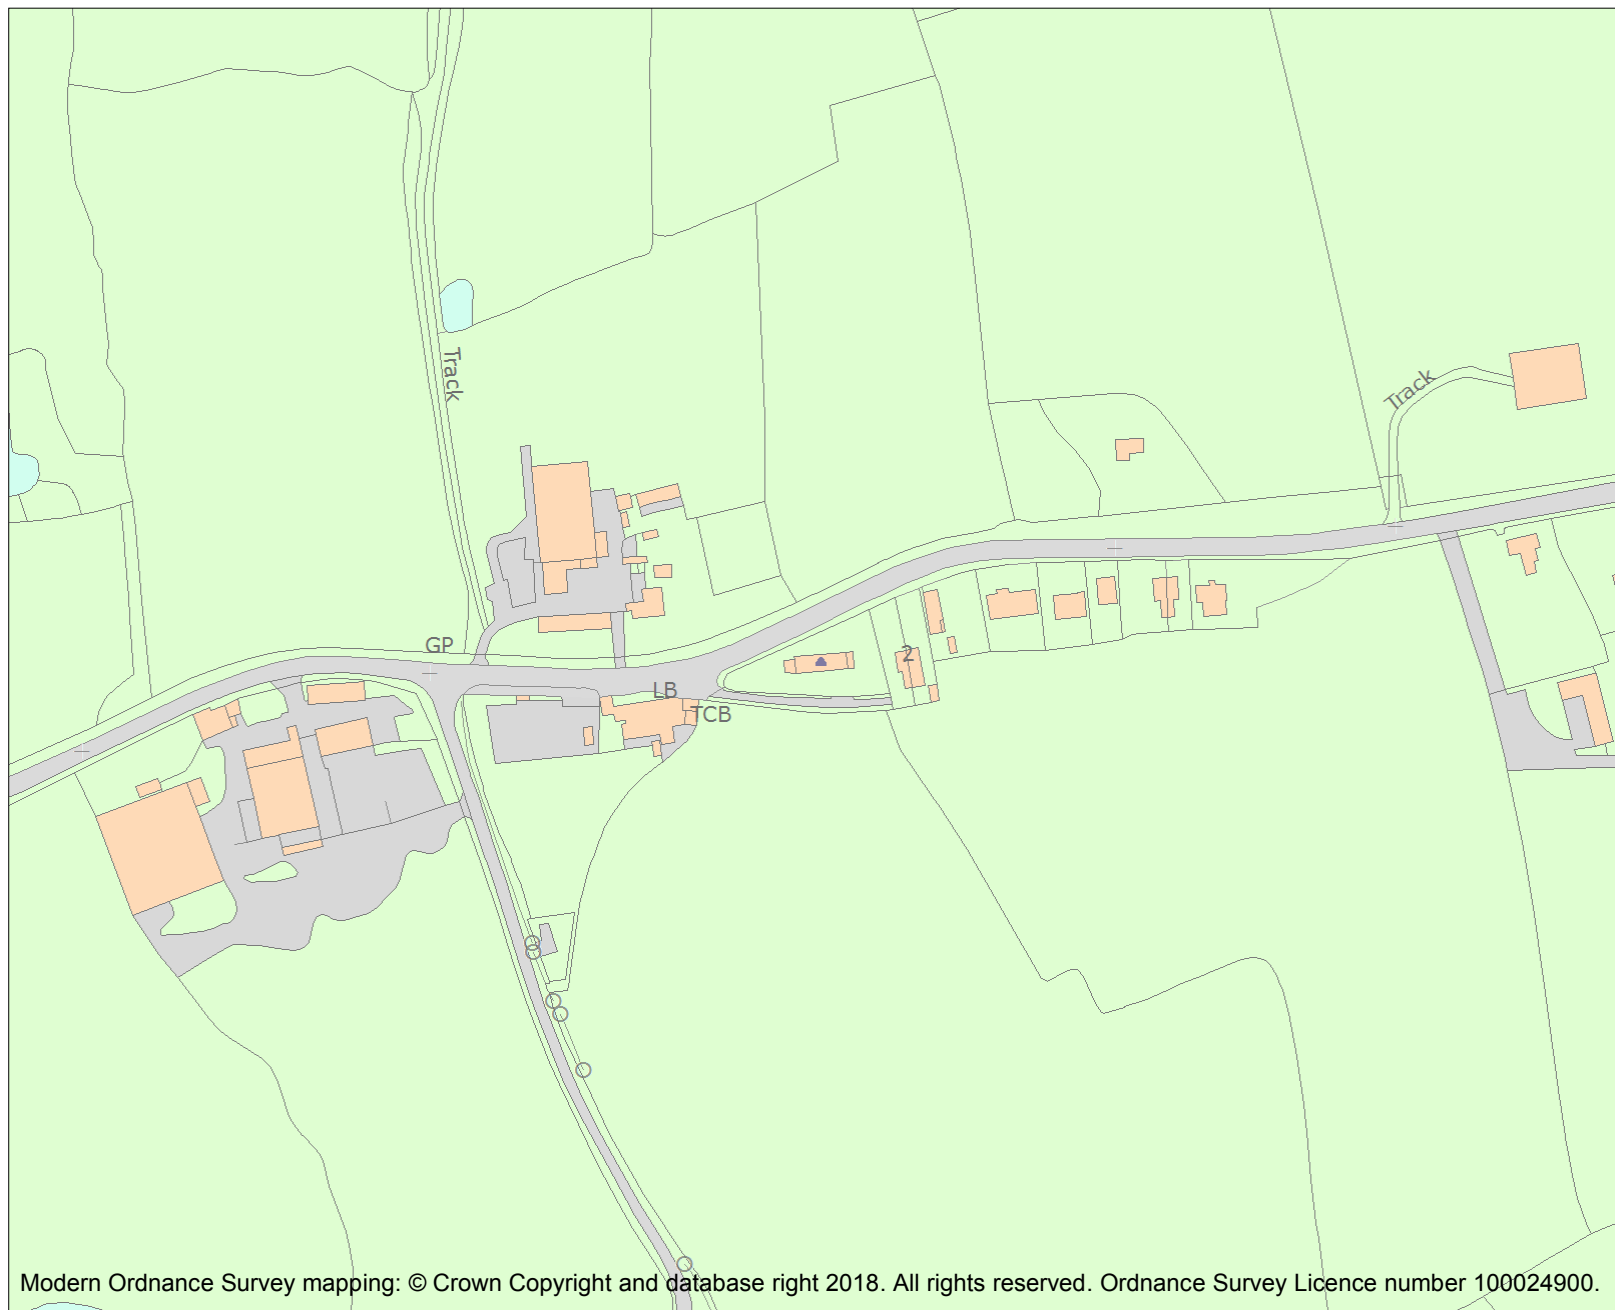 Track
Track
GP
2
LB
TCB
Modern Ordnance Survey mapping: © Crown Copyright and database right 2018. All rights reserved. Ordnance Survey Licence number 100024900.